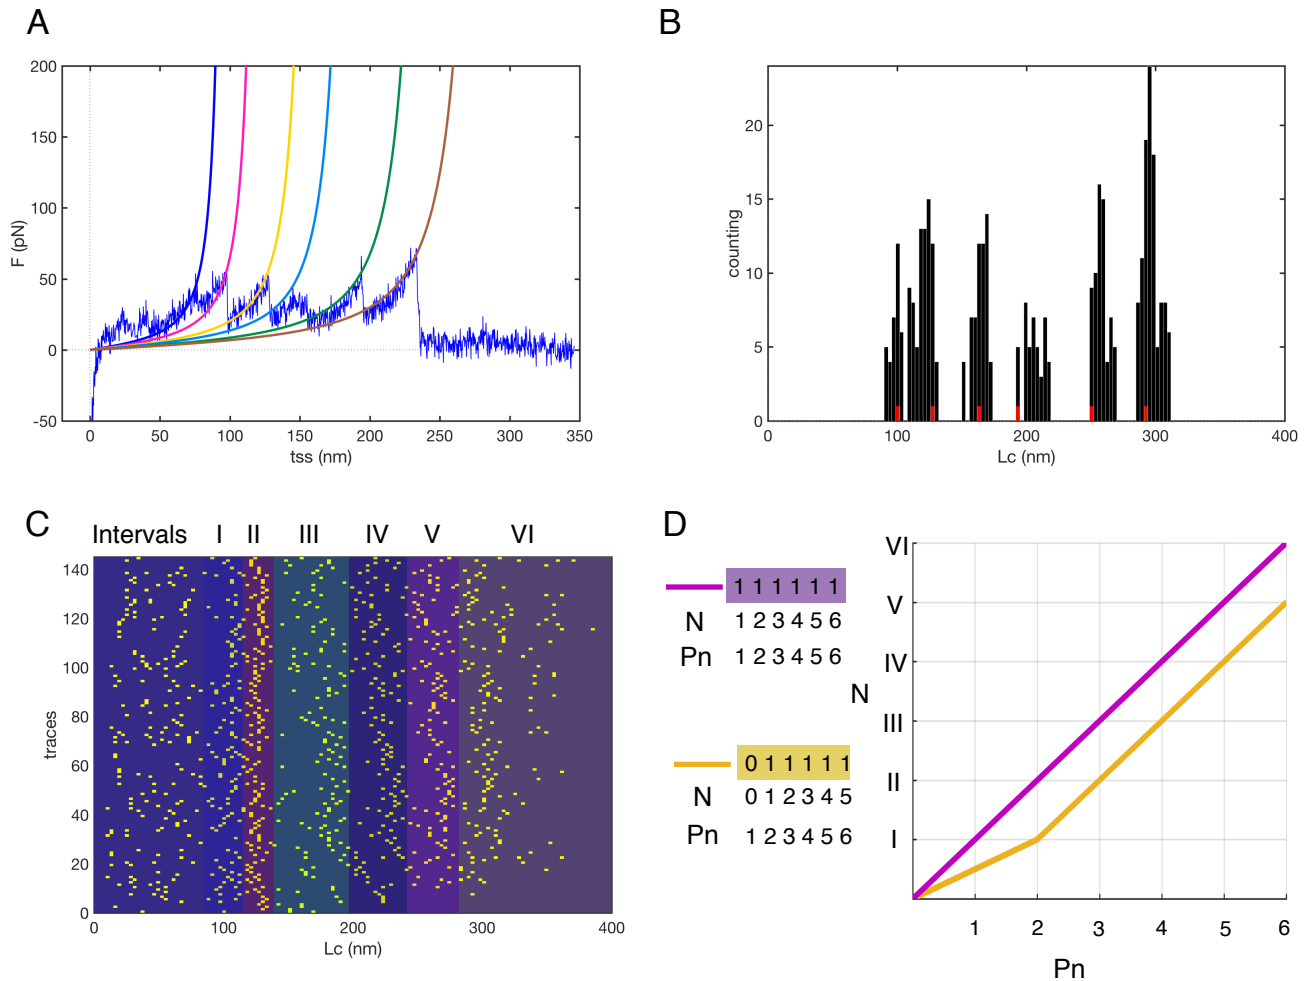 A
200
150
100
50
0
-50
F (pN)
0 50 100 150 200 250 300 350
tss (nm)
B
20
15
10
5
0
counting
0 100 200 300 400
Lc (nm)
C
Intervals I II III IV V VI
140
120
100
80
60
40
20
0
traces
0 100 200 300 400
Lc (nm)
D
1 1 1 1 1 1
N 1 2 3 4 5 6
Pn 1 2 3 4 5 6
0 1 1 1 1 1
N 0 1 2 3 4 5
Pn 1 2 3 4 5 6
VI
V
IV
N
III
II
I
1 2 3 4 5 6
Pn